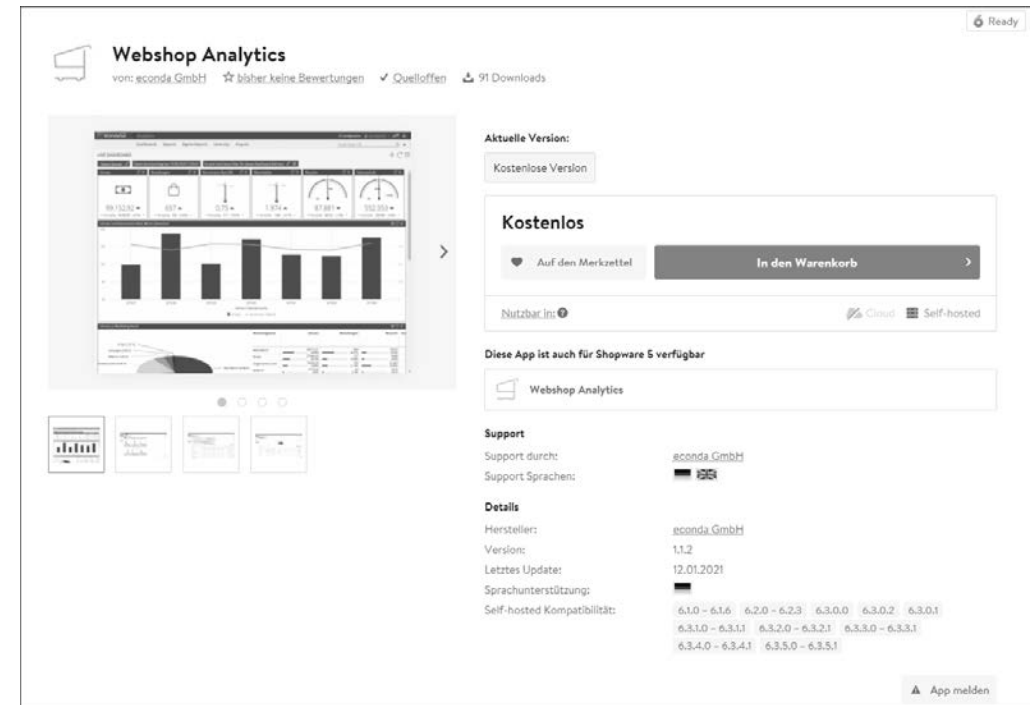 6 Ready
Webshop Analytics
von: econda GmbH bisher keine Bewertungen ✓ Quelloffen 91 Downloads
Aktuelle Version:
Kostenlose Version
Kostenlos
Auf den Merkzettel
In den Warenkorb
Nutzbar in:
Cloud
Self-hosted
Diese App ist auch für Shopware 5 verfügbar
Webshop Analytics
Support
Support durch: econda GmbH
Support Sprachen:
Details
Hersteller: econda GmbH
Version: 1.1.2
Letztes Update: 12.01.2021
Sprachunterstützung:
Self-hosted Kompatibilität: 6.1.0 – 6.1.6 6.2.0 – 6.2.3 6.3.0.0 6.3.0.2 6.3.0.1
6.3.1.0 – 6.3.1.1 6.3.2.0 – 6.3.2.1 6.3.3.0 – 6.3.3.1
6.3.4.0 – 6.3.4.1 6.3.5.0 – 6.3.5.1
App melden